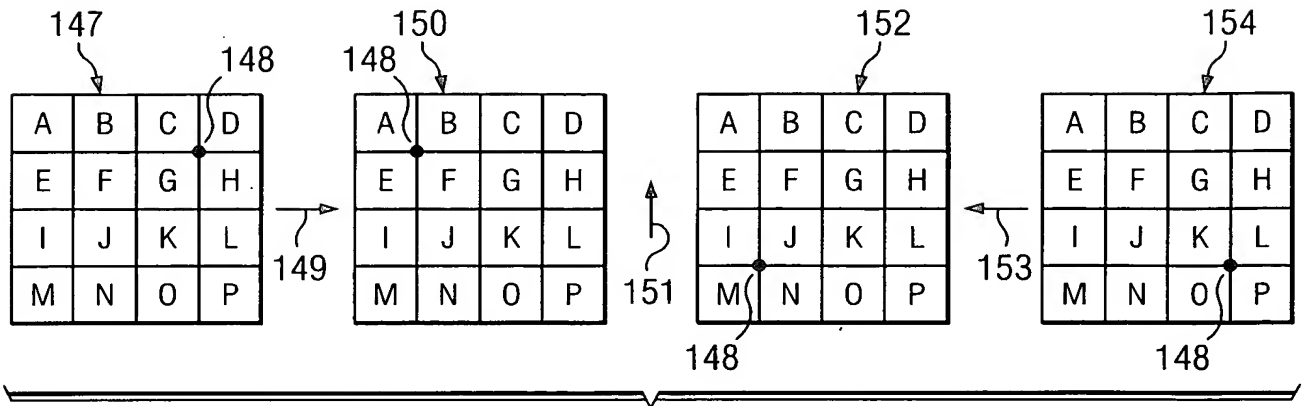 147 148 148 150 152 154
A B C D A B C D A B C D A B C D
E F G H E F G H E F G H E F G H
I J K L I J K L I J K L I J K L
149 151 153
M N O P M N O P M N O P M N O P
148 148